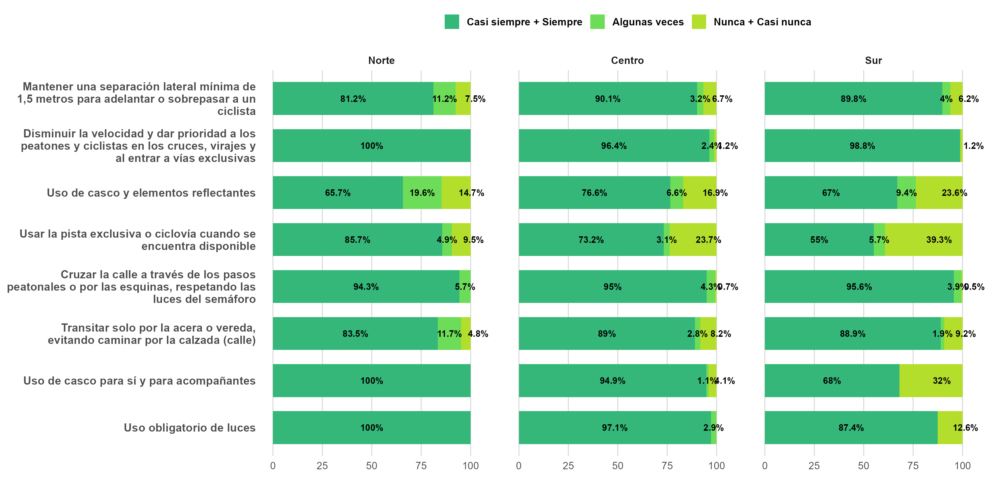 Casi siempre + Siempre Algunas veces Nunca + Casi nunca
Norte Centro Sur
Mantener una separación lateral mínima de
1,5 metros para adelantar o sobrepasar a un
ciclista
81.2% 11.2% 7.5% 90.1% 3.2% 6.7% 89.8% 4% 6.2%
Disminuir la velocidad y dar prioridad a los
peatones y ciclistas en los cruces, virajes y
al entrar a vías exclusivas
100% 96.4% 2.4% 1.2% 98.8% 1.2%
Uso de casco y elementos reflectantes
65.7% 19.6% 14.7% 76.6% 6.6% 16.9% 67% 9.4% 23.6%
Usar la pista exclusiva o ciclovía cuando se
encuentra disponible
85.7% 4.9% 9.5% 73.2% 3.1% 23.7% 55% 5.7% 39.3%
Cruzar la calle a través de los pasos
peatonales o por las esquinas, respetando las
luces del semáforo
94.3% 5.7% 95% 4.3% 0.7% 95.6% 3.9% 0.5%
Transitar solo por la acera o vereda,
evitando caminar por la calzada (calle)
83.5% 11.7% 4.8% 89% 2.8% 8.2% 88.9% 1.9% 9.2%
Uso de casco para sí y para acompañantes
100% 94.9% 1.1% 4.1% 68% 32%
Uso obligatorio de luces
100% 97.1% 2.9% 87.4% 12.6%
0 25 50 75 100 0 25 50 75 100 0 25 50 75 100